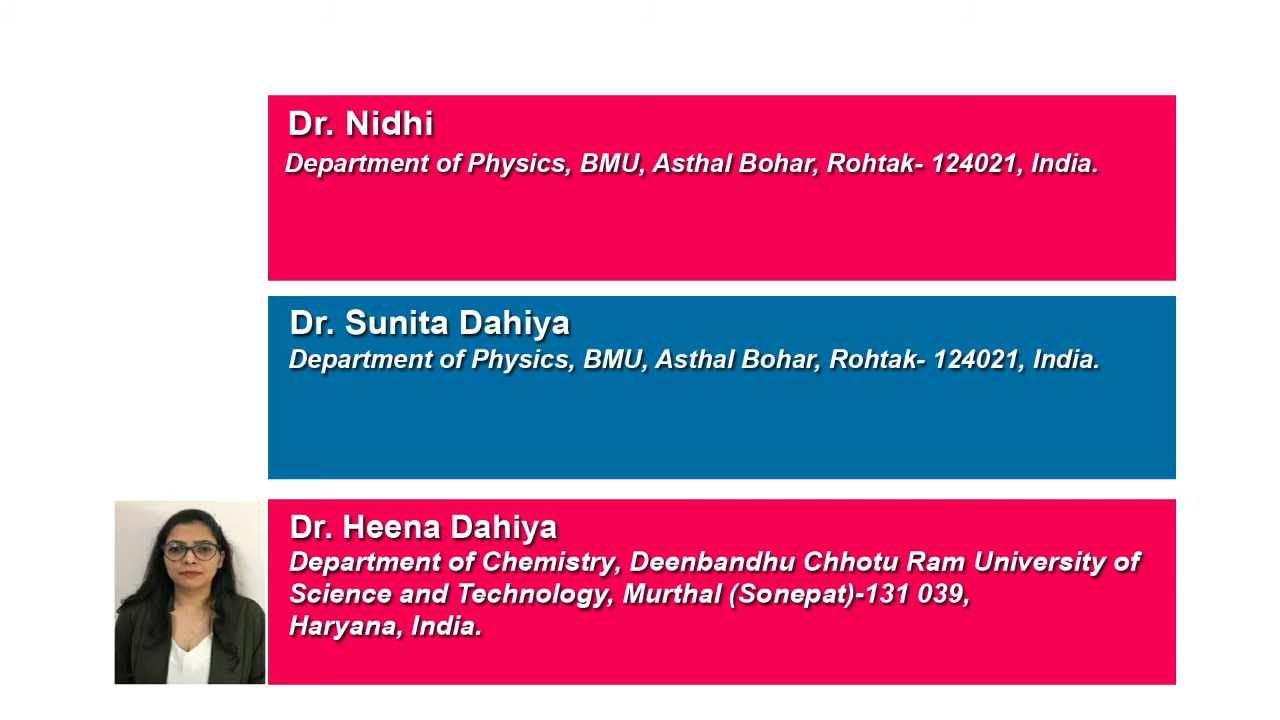 Dr. Nidhi
Department of Physics, BMU, Asthal Bohar, Rohtak- 124021, India.
Dr. Sunita Dahiya
Department of Physics, BMU, Asthal Bohar, Rohtak- 124021, India.
Dr. Heena Dahiya
Department of Chemistry, Deenbandhu Chhotu Ram University of
Science and Technology, Murthal (Sonepat)-131 039,
Haryana, India.